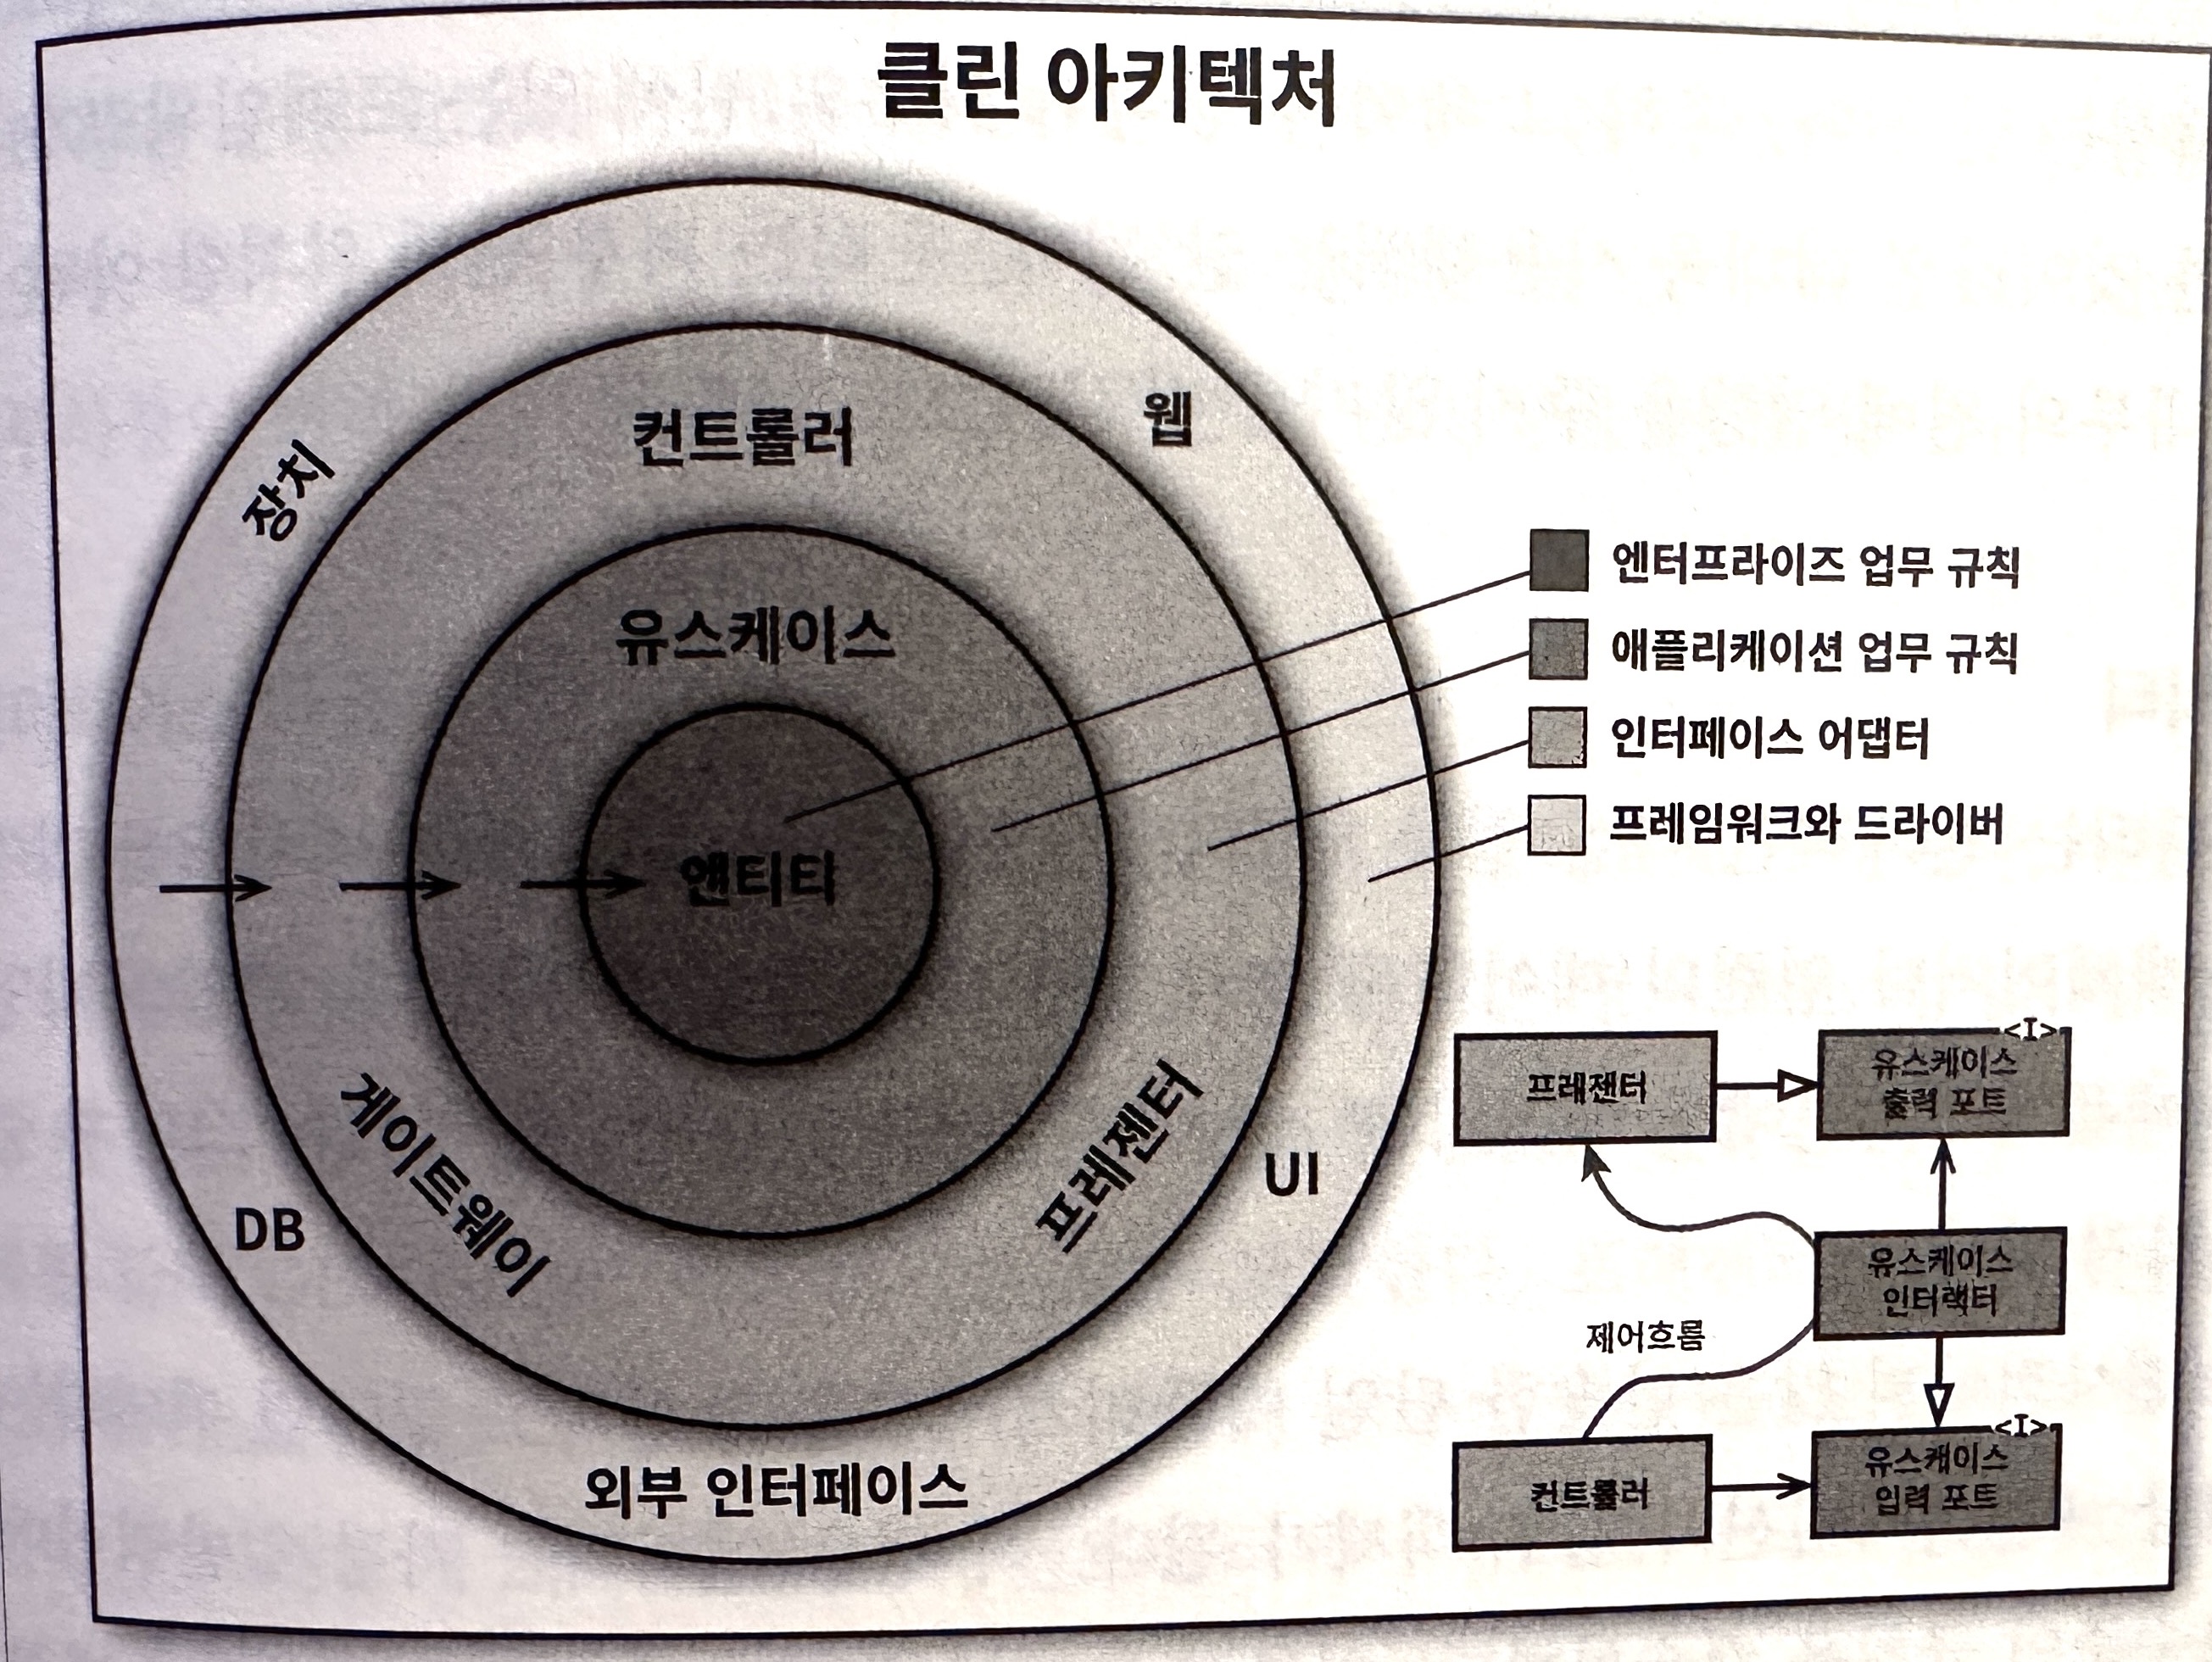 클린 아키텍처
장치
웹
컨트롤러
유스케이스
앤티티
게이트웨이
프레젠터
DB
UI
외부 인터페이스
엔터프라이즈 업무 규칙
애플리케이션 업무 규칙
인터페이스 어댑터
프레임워크와 드라이버
프레젠터
<I>
유스케이스
출력 포트
유스케이스
인터랙터
제어흐름
컨트롤러
<I>
유스케이스
입력 포트